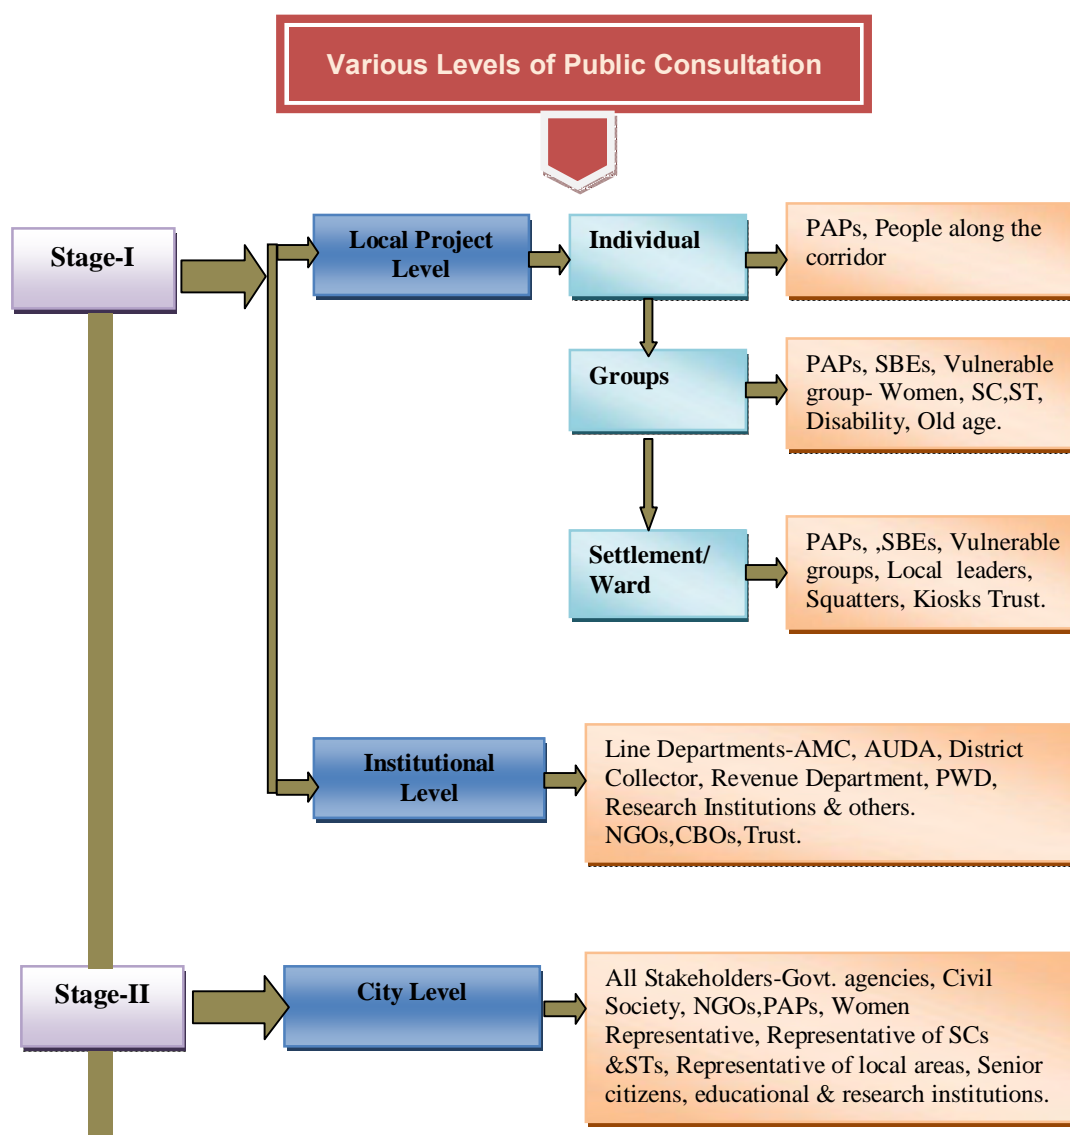 Various Levels of Public Consultation
Stage-I
Local Project
Level
Individual
PAPs, People along the
corridor
Groups
PAPs, SBEs, Vulnerable
group- Women, SC,ST,
Disability, Old age.
Settlement/
Ward
PAPs, ,SBEs, Vulnerable
groups, Local leaders,
Squatters, Kiosks Trust.
Institutional
Level
Line Departments-AMC, AUDA, District
Collector, Revenue Department, PWD,
Research Institutions & others.
NGOs,CBOs,Trust.
Stage-II
City Level
All Stakeholders-Govt. agencies, Civil
Society, NGOs,PAPs, Women
Representative, Representative of SCs
&STs, Representative of local areas, Senior
citizens, educational & research institutions.